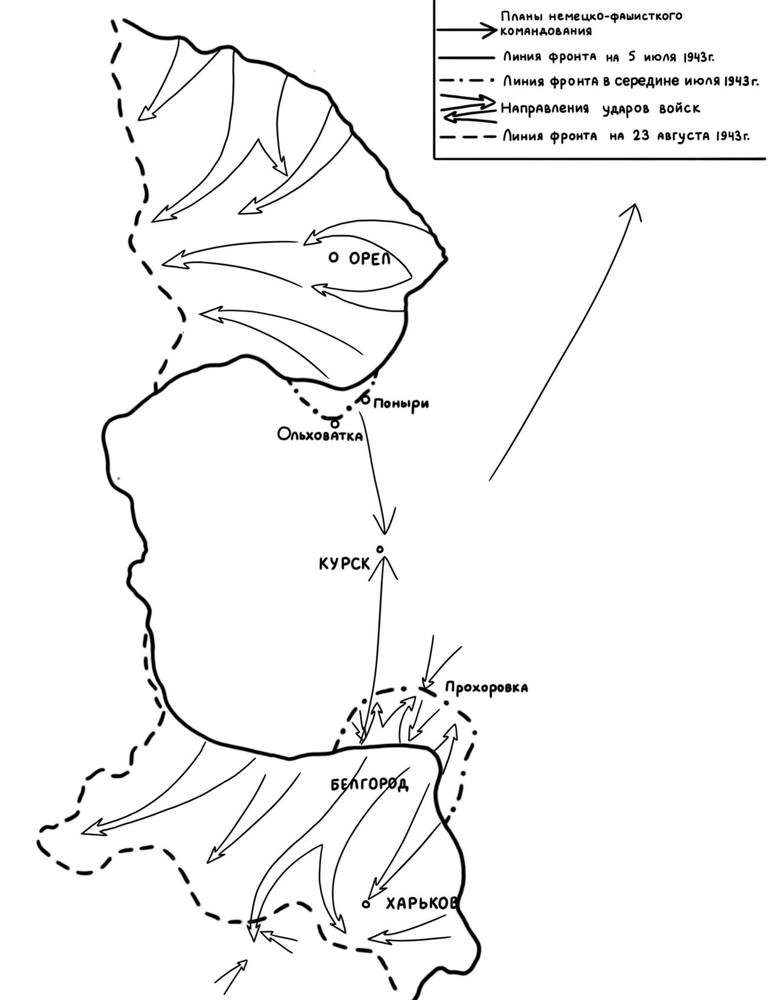 Планы немецко-фашисткого
командования
Линия фронта на 5 июля 1943г.
Линия фронта в середине июля 1943г.
Направления ударов войск
Линия фронта на 23 августа 1943г.
ОРЕЛ
Поныри
Ольховатка
КУРСК
Прохоровка
БЕЛГОРОД
ХАРЬКОВ